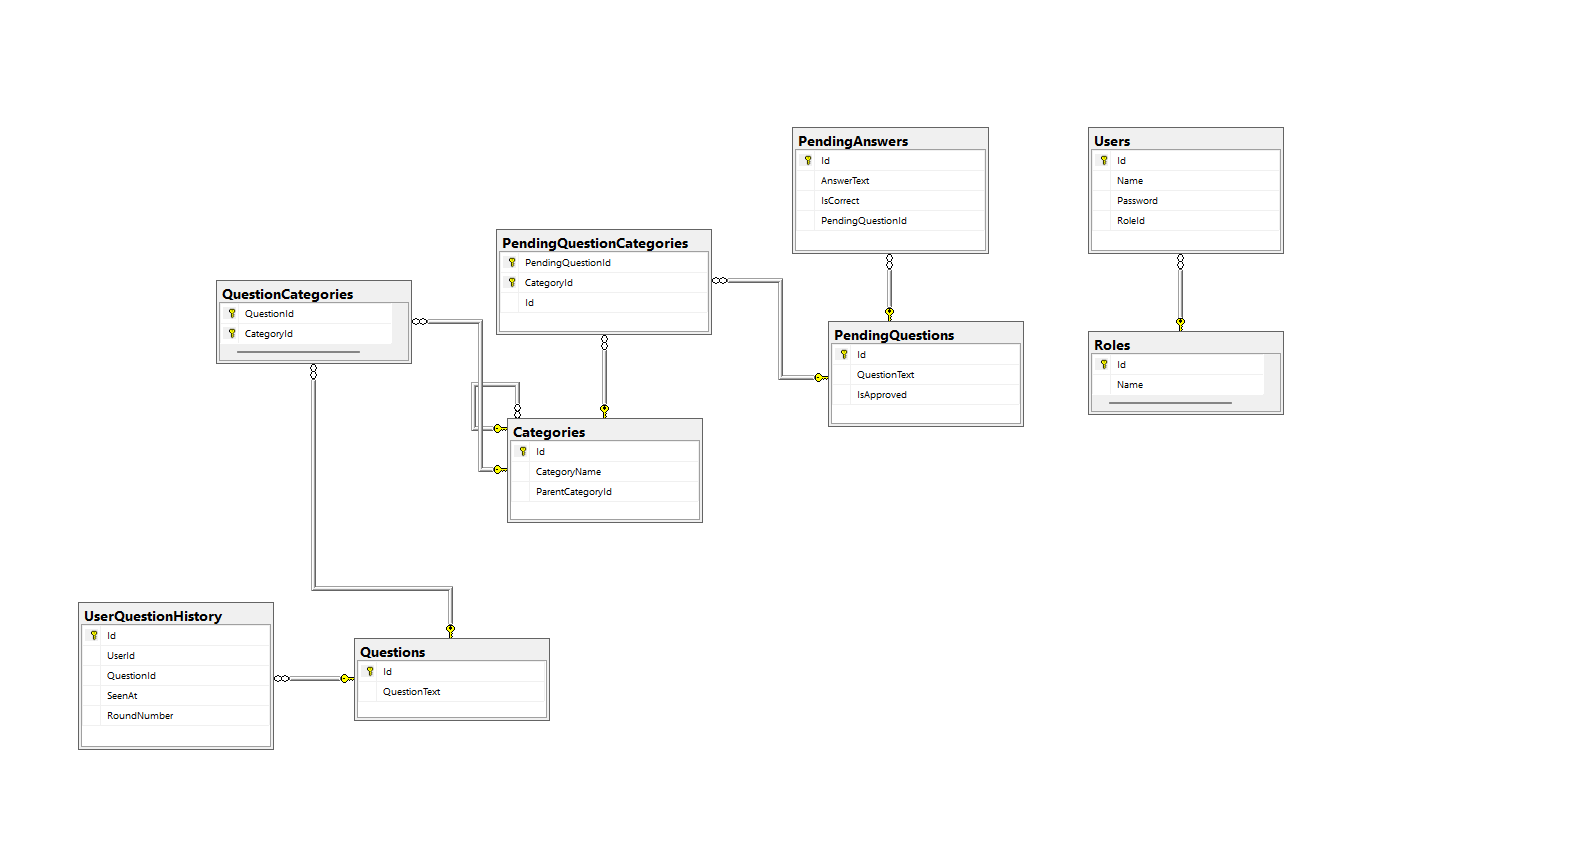 PendingAnswers
Id
AnswerText
IsCorrect
PendingQuestionId
Users
Id
Name
Password
RoleId
PendingQuestionCategories
PendingQuestionId
CategoryId
Id
QuestionCategories
QuestionId
CategoryId
PendingQuestions
Id
QuestionText
IsApproved
Roles
Id
Name
Categories
Id
CategoryName
ParentCategoryId
UserQuestionHistory
Id
UserId
QuestionId
SeenAt
RoundNumber
Questions
Id
QuestionText